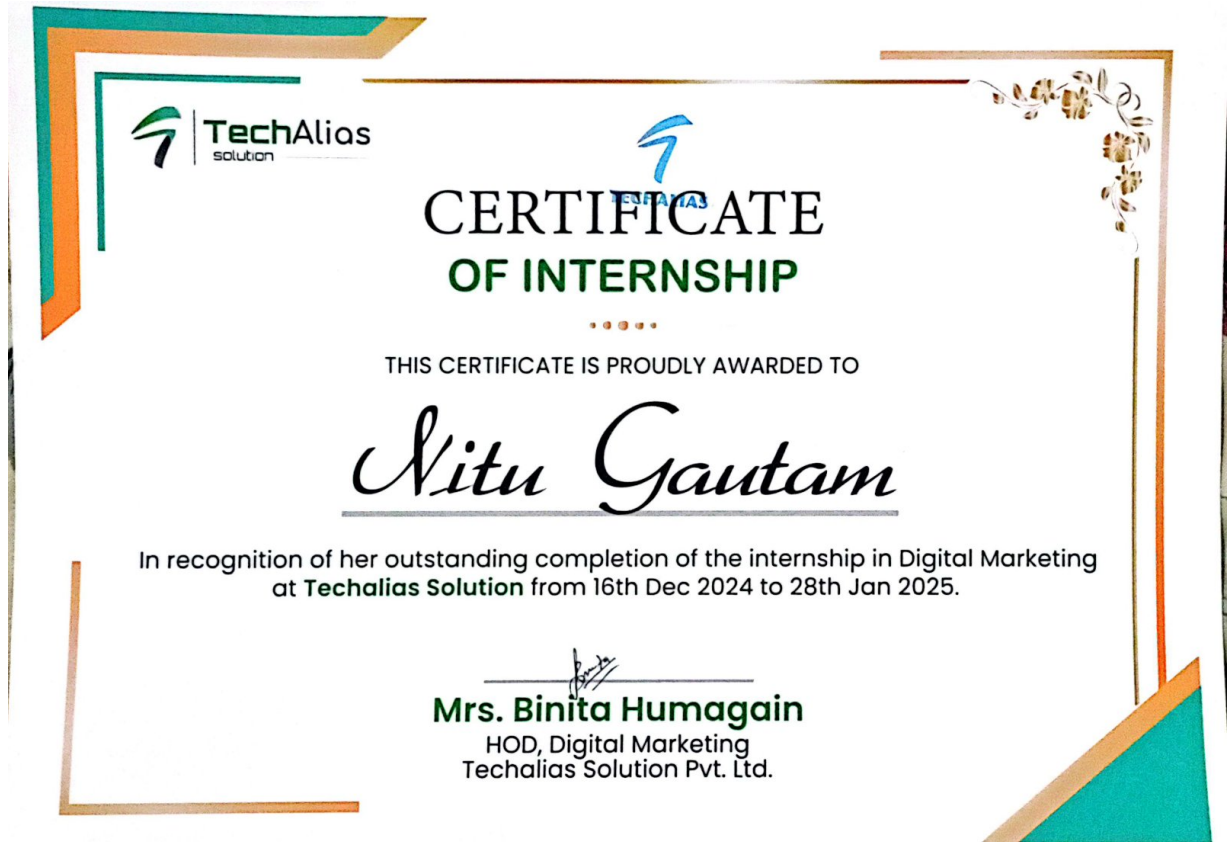 TechAlias
solution
TECHALIAS
CERTIFICATE
OF INTERNSHIP
THIS CERTIFICATE IS PROUDLY AWARDED TO
Nitu Gautam
In recognition of her outstanding completion of the internship in Digital Marketing
at Techalias Solution from 16th Dec 2024 to 28th Jan 2025.
Mrs. Binita Humagain
HOD, Digital Marketing
Techalias Solution Pvt. Ltd.